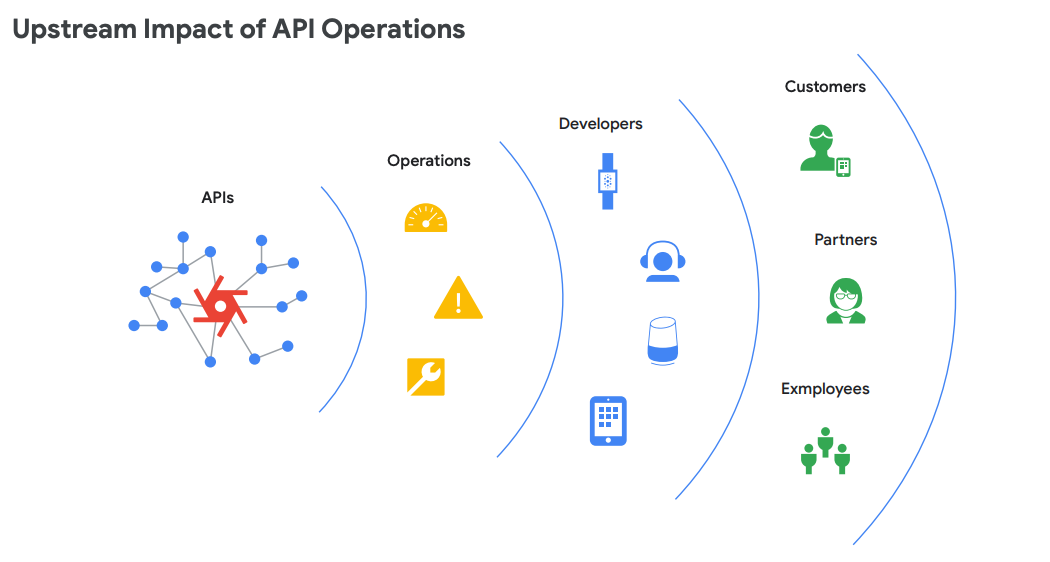 Upstream Impact of API Operations
APIs
Operations
Developers
Customers
Partners
Exmployees